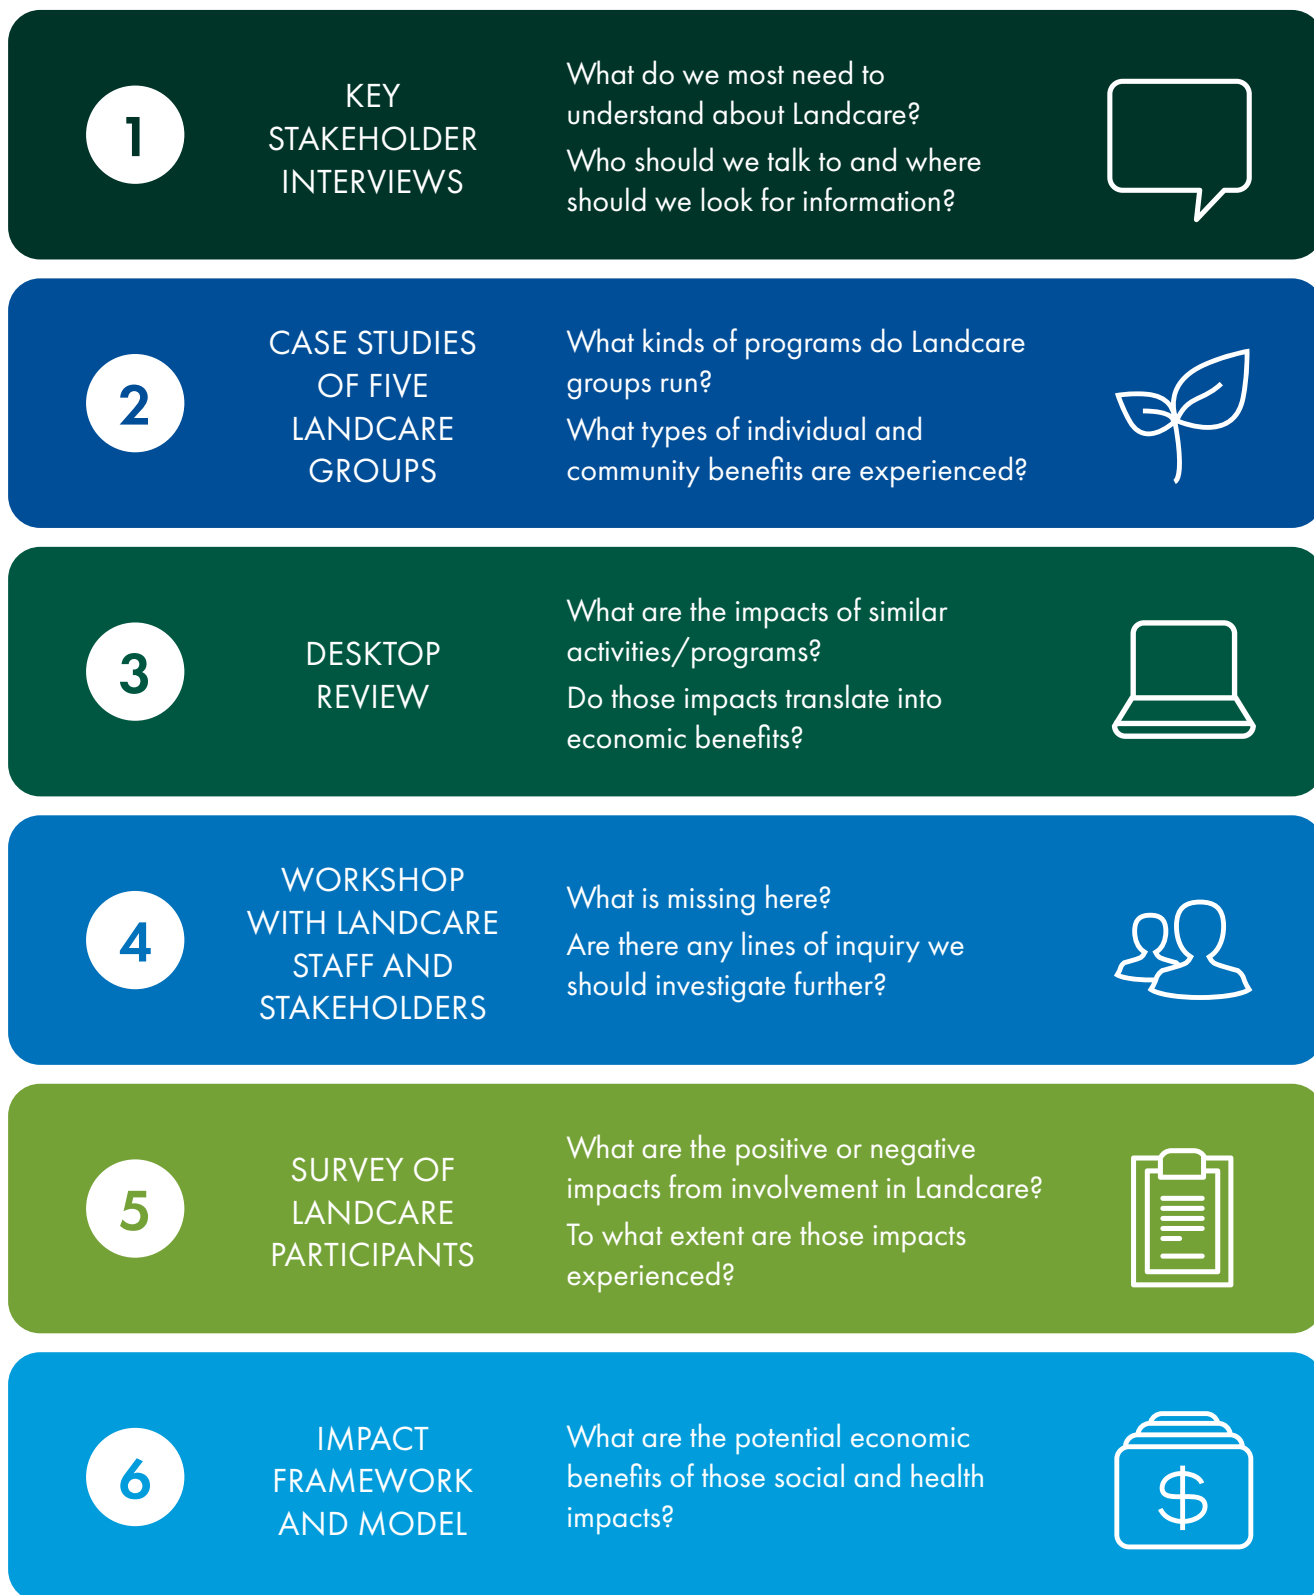 1
KEY
STAKEHOLDER
INTERVIEWS
What do we most need to
understand about Landcare?
Who should we talk to and where
should we look for information?
2
CASE STUDIES
OF FIVE
LANDCARE
GROUPS
What kinds of programs do Landcare
groups run?
What types of individual and
community benefits are experienced?
3
DESKTOP
REVIEW
What are the impacts of similar
activities/programs?
Do those impacts translate into
economic benefits?
4
WORKSHOP
WITH LANDCARE
STAFF AND
STAKEHOLDERS
What is missing here?
Are there any lines of inquiry we
should investigate further?
5
SURVEY OF
LANDCARE
PARTICIPANTS
What are the positive or negative
impacts from involvement in Landcare?
To what extent are those impacts
experienced?
6
IMPACT
FRAMEWORK
AND MODEL
What are the potential economic
benefits of those social and health
impacts?
$